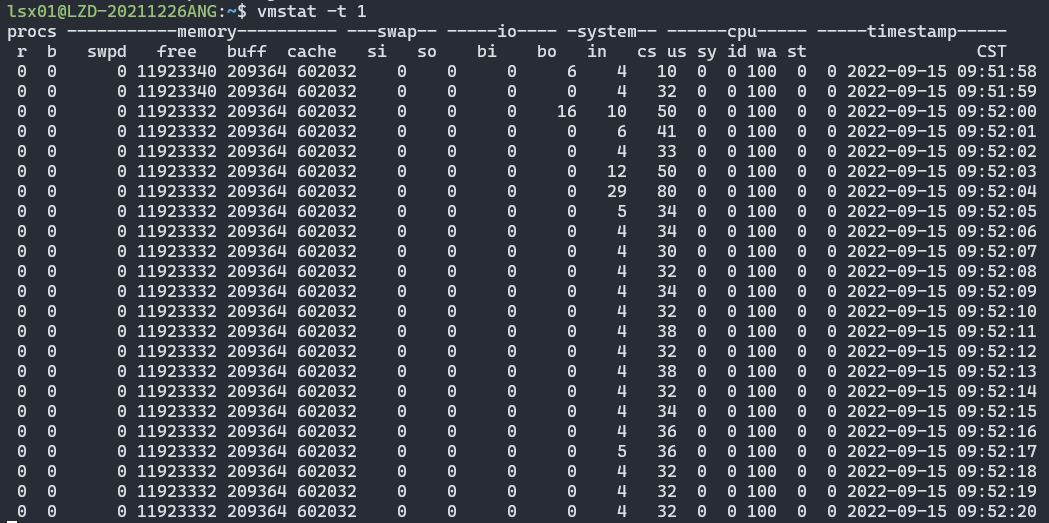 lsx01@LZD-20211226ANG:~$ vmstat -t 1
procs -----------memory---------- ---swap-- -----io---- -system-- ------cpu----- -----timestamp-----
 r  b   swpd   free   buff  cache   si   so    bi    bo   in   cs us sy id wa st                 CST
 0  0      0 11923340 209364 602032    0    0     0     6    4   10  0  0 100  0  0 2022-09-15 09:51:58
 0  0      0 11923340 209364 602032    0    0     0     0    4   32  0  0 100  0  0 2022-09-15 09:51:59
 0  0      0 11923332 209364 602032    0    0     0    16   10   50  0  0 100  0  0 2022-09-15 09:52:00
 0  0      0 11923332 209364 602032    0    0     0     0    6   41  0  0 100  0  0 2022-09-15 09:52:01
 0  0      0 11923332 209364 602032    0    0     0     0    4   33  0  0 100  0  0 2022-09-15 09:52:02
 0  0      0 11923332 209364 602032    0    0     0     0   12   50  0  0 100  0  0 2022-09-15 09:52:03
 0  0      0 11923332 209364 602032    0    0     0     0   29   80  0  0 100  0  0 2022-09-15 09:52:04
 0  0      0 11923332 209364 602032    0    0     0     0    5   34  0  0 100  0  0 2022-09-15 09:52:05
 0  0      0 11923332 209364 602032    0    0     0     0    4   34  0  0 100  0  0 2022-09-15 09:52:06
 0  0      0 11923332 209364 602032    0    0     0     0    4   30  0  0 100  0  0 2022-09-15 09:52:07
 0  0      0 11923332 209364 602032    0    0     0     0    4   32  0  0 100  0  0 2022-09-15 09:52:08
 0  0      0 11923332 209364 602032    0    0     0     0    4   34  0  0 100  0  0 2022-09-15 09:52:09
 0  0      0 11923332 209364 602032    0    0     0     0    4   32  0  0 100  0  0 2022-09-15 09:52:10
 0  0      0 11923332 209364 602032    0    0     0     0    4   38  0  0 100  0  0 2022-09-15 09:52:11
 0  0      0 11923332 209364 602032    0    0     0     0    4   32  0  0 100  0  0 2022-09-15 09:52:12
 0  0      0 11923332 209364 602032    0    0     0     0    4   38  0  0 100  0  0 2022-09-15 09:52:13
 0  0      0 11923332 209364 602032    0    0     0     0    4   32  0  0 100  0  0 2022-09-15 09:52:14
 0  0      0 11923332 209364 602032    0    0     0     0    4   34  0  0 100  0  0 2022-09-15 09:52:15
 0  0      0 11923332 209364 602032    0    0     0     0    4   36  0  0 100  0  0 2022-09-15 09:52:16
 0  0      0 11923332 209364 602032    0    0     0     0    5   36  0  0 100  0  0 2022-09-15 09:52:17
 0  0      0 11923332 209364 602032    0    0     0     0    4   32  0  0 100  0  0 2022-09-15 09:52:18
 0  0      0 11923332 209364 602032    0    0     0     0    4   32  0  0 100  0  0 2022-09-15 09:52:19
 0  0      0 11923332 209364 602032    0    0     0     0    4   32  0  0 100  0  0 2022-09-15 09:52:20